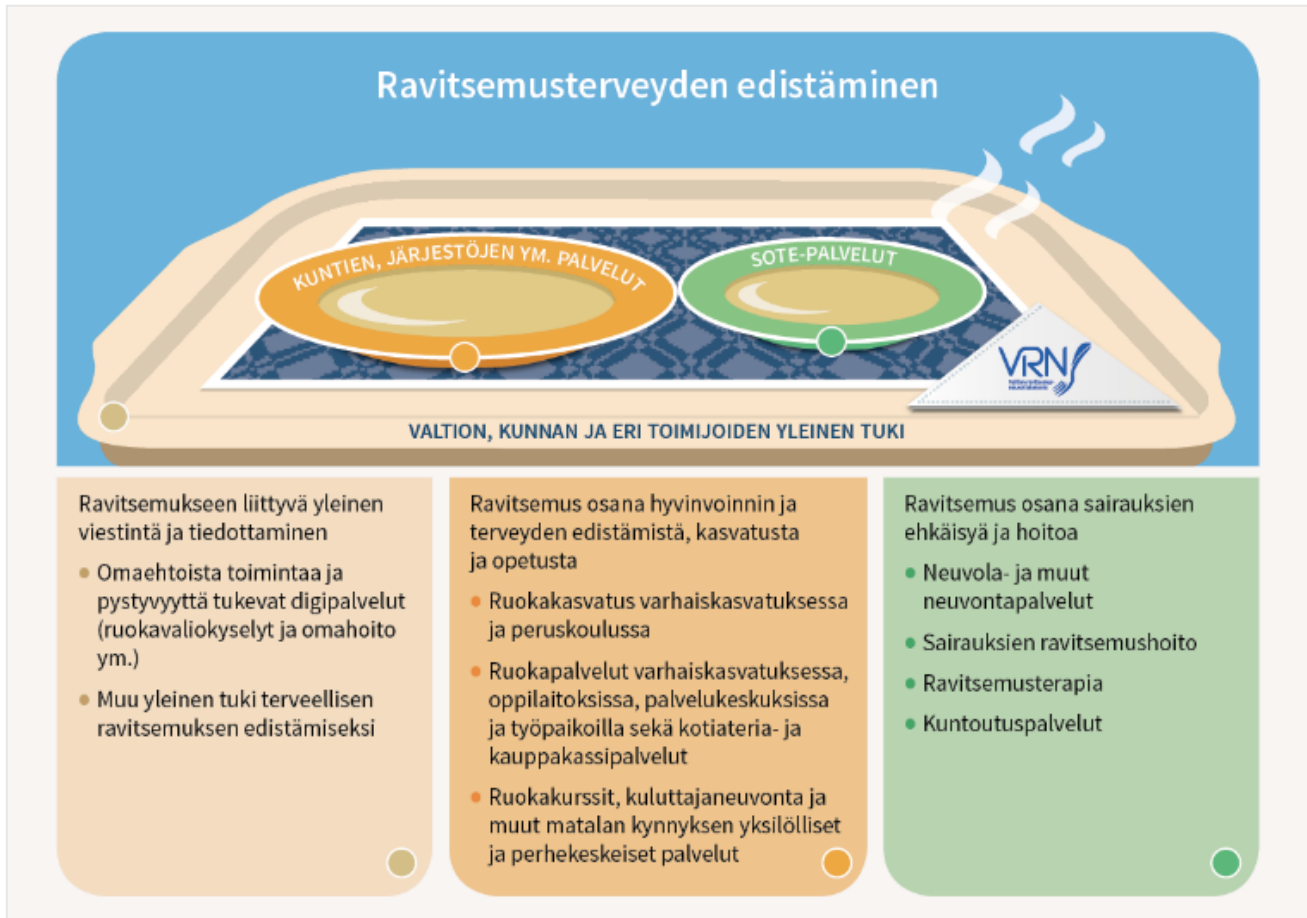 Ravitsemusterveyden edistäminen
KUNTIEN, JÄRJESTÖJEN YM. PALVELUT
SOTE-PALVELUT
VRN
VALTION, KUNNAN JA ERI TOIMIJOIDEN YLEINEN TUKI
Ravitsemukseen liittyvä yleinen
viestintä ja tiedottaminen
• Omaehtoista toimintaa ja
pystyvyyttä tukevat digipalvelut
(ruokavaliokyselyt ja omahoito
ym.)
• Muu yleinen tuki terveellisen
ravitsemuksen edistämiseksi
Ravitsemus osana hyvinvoinnin ja
terveyden edistämistä, kasvatusta
ja opetusta
• Ruokakasvatus varhaiskasvatuksessa
ja peruskoulussa
• Ruokapalvelut varhaiskasvatuksessa,
oppilaitoksissa, palvelukeskuksissa
ja työpaikoilla sekä kotiateria- ja
kauppakassipalvelut
• Ruokakurssit, kuluttajaneuvonta ja
muut matalan kynnyksen yksilölliset
ja perhekeskeiset palvelut
Ravitsemus osana sairauksien
ehkäisyä ja hoitoa
• Neuvola- ja muut
neuvontapalvelut
• Sairauksien ravitsemushoito
• Ravitsemusterapia
• Kuntoutuspalvelut